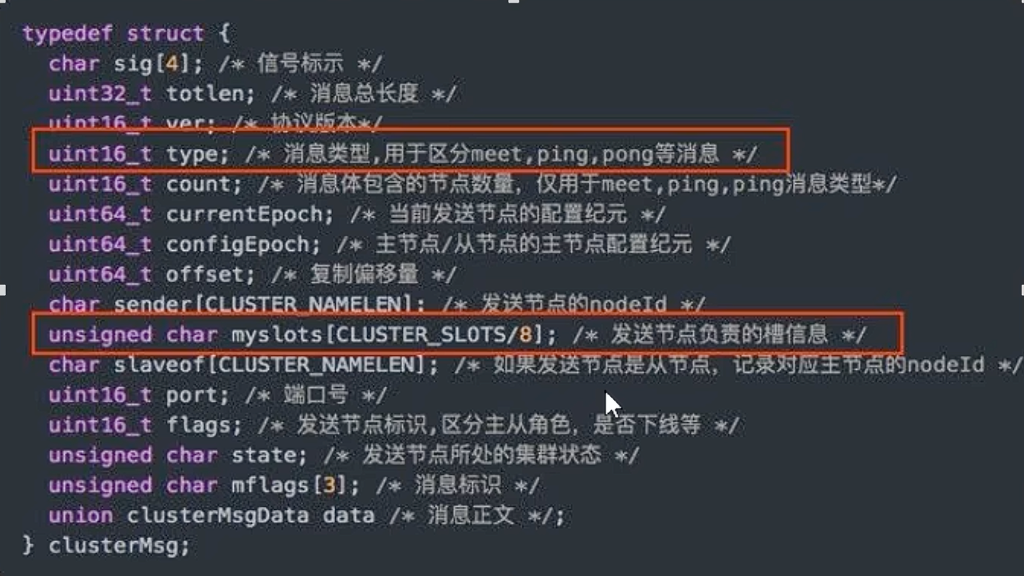 typedef struct {
char sig[4]; /* 信号标示 */
uint32_t totlen; /* 消息总长度 */
uint16_t ver; /* 协议版本*/
uint16_t type; /* 消息类型,用于区分meet,ping,pong等消息 */
uint16_t count; /* 消息体包含的节点数量，仅用于meet,ping,ping消息类型*/
uint64_t currentEpoch; /* 当前发送节点的配置纪元 */
uint64_t configEpoch; /* 主节点/从节点的主节点配置纪元 */
uint64_t offset; /* 复制偏移量 */
char sender[CLUSTER_NAMELEN]; /* 发送节点的nodeId */
unsigned char myslots[CLUSTER_SLOTS/8]; /* 发送节点负责的槽信息 */
char slaveof[CLUSTER_NAMELEN]; /* 如果发送节点是从节点，记录对应主节点的nodeId */
uint16_t port; /* 端口号 */
uint16_t flags; /* 发送节点标识,区分主从角色，是否下线等 */
unsigned char state; /* 发送节点所处的集群状态 */
unsigned char mflags[3]; /* 消息标识 */
union clusterMsgData data /* 消息正文 */;
} clusterMsg;